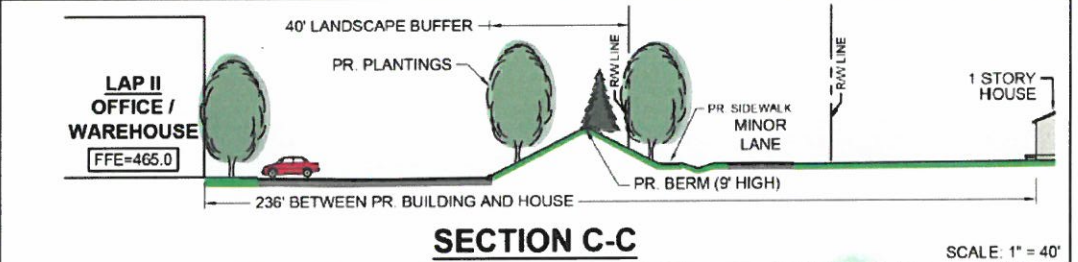 40' LANDSCAPE BUFFER
PR. PLANTINGS
LAP II
OFFICE /
WAREHOUSE
FFE=465.0
R/W LINE
PR. SIDEWALK
MINOR
LANE
R/W LINE
1 STORY
HOUSE
PR. BERM (9' HIGH)
236' BETWEEN PR. BUILDING AND HOUSE
SECTION C-C
SCALE: 1" = 40'